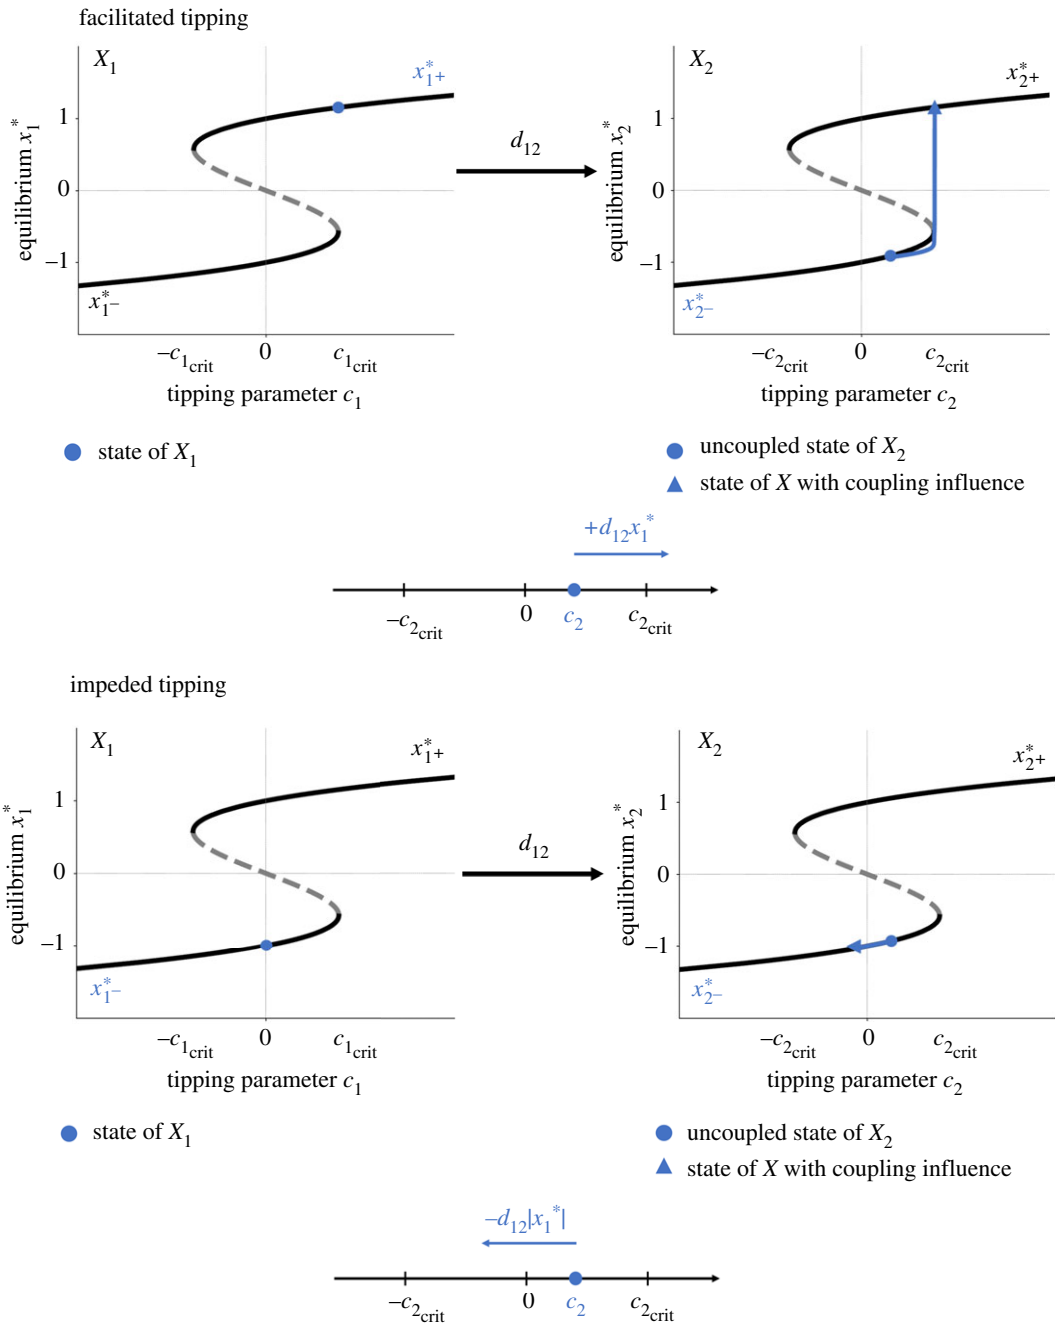 facilitated tipping
X₁
x*₁₊
equilibrium x₁*
1
0
−1
x*₁₋
−c₁crit 0 c₁crit
tipping parameter c₁
d₁₂
X₂
x*₂₊
equilibrium x₂*
1
0
−1
x*₂₋
−c₂crit 0 c₂crit
tipping parameter c₂
state of X₁
uncoupled state of X₂
state of X with coupling influence
+d₁₂x₁*
−c₂crit 0 c₂ c₂crit
impeded tipping
X₁
x*₁₊
equilibrium x₁*
1
0
−1
x*₁₋
−c₁crit 0 c₁crit
tipping parameter c₁
d₁₂
X₂
x*₂₊
equilibrium x₂*
1
0
−1
x*₂₋
−c₂crit 0 c₂crit
tipping parameter c₂
state of X₁
uncoupled state of X₂
state of X with coupling influence
−d₁₂|x₁*|
−c₂crit 0 c₂ c₂crit